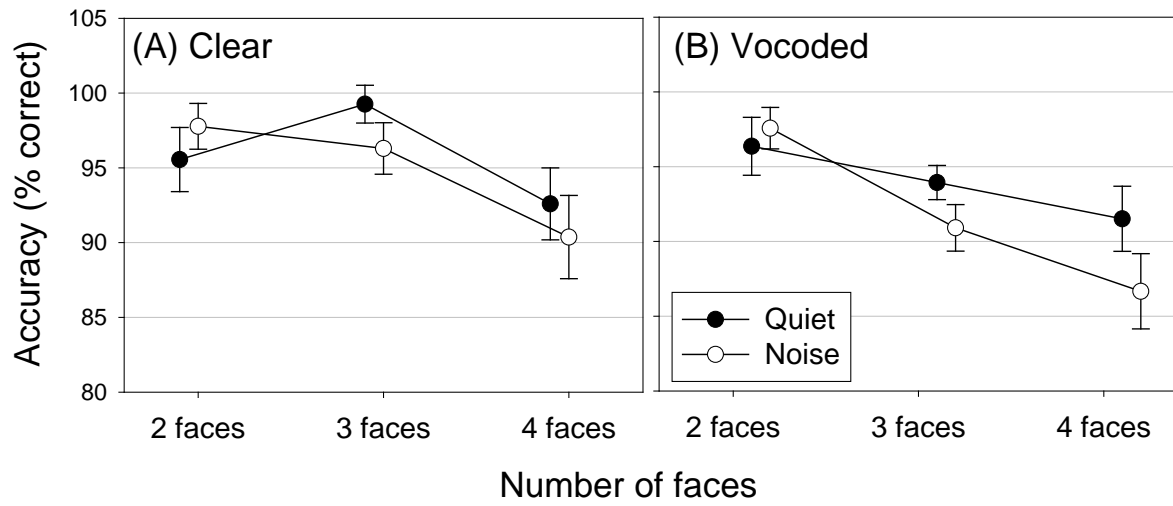 (A) Clear
(B) Vocoded
Accuracy (% correct)
105
100
95
90
85
80
Quiet
Noise
2 faces
3 faces
4 faces
2 faces
3 faces
4 faces
Number of faces